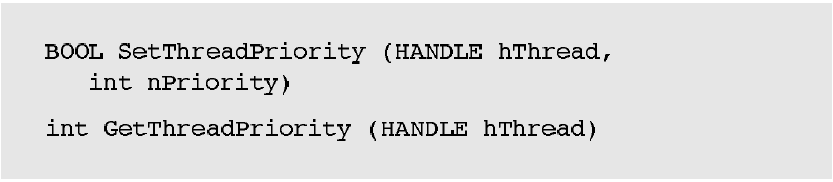 BOOL SetThreadPriority (HANDLE hThread,
int nPriority)
int GetThreadPriority (HANDLE hThread)